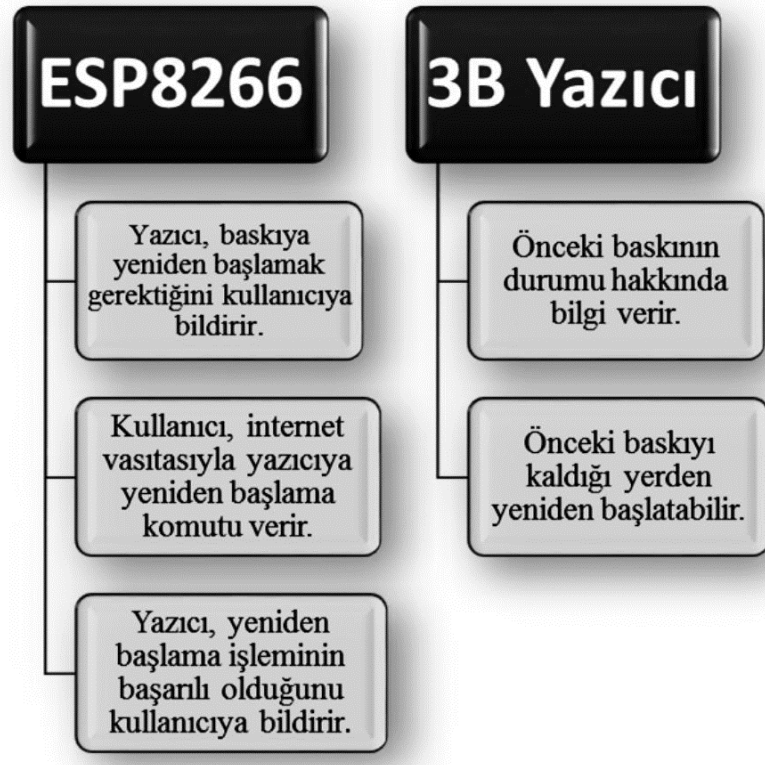 ESP8266
Yazıcı, baskıya
yeniden başlamak
gerektiğini kullanıcıya
bildirir.
Kullanıcı, internet
vasıtasıyla yazıcıya
yeniden başlama
komutu verir.
Yazıcı, yeniden
başlama işleminin
başarılı olduğunu
kullanıcıya bildirir.
3B Yazıcı
Önceki baskının
durumu hakkında
bilgi verir.
Önceki baskıyı
kaldığı yerden
yeniden başlatabilir.